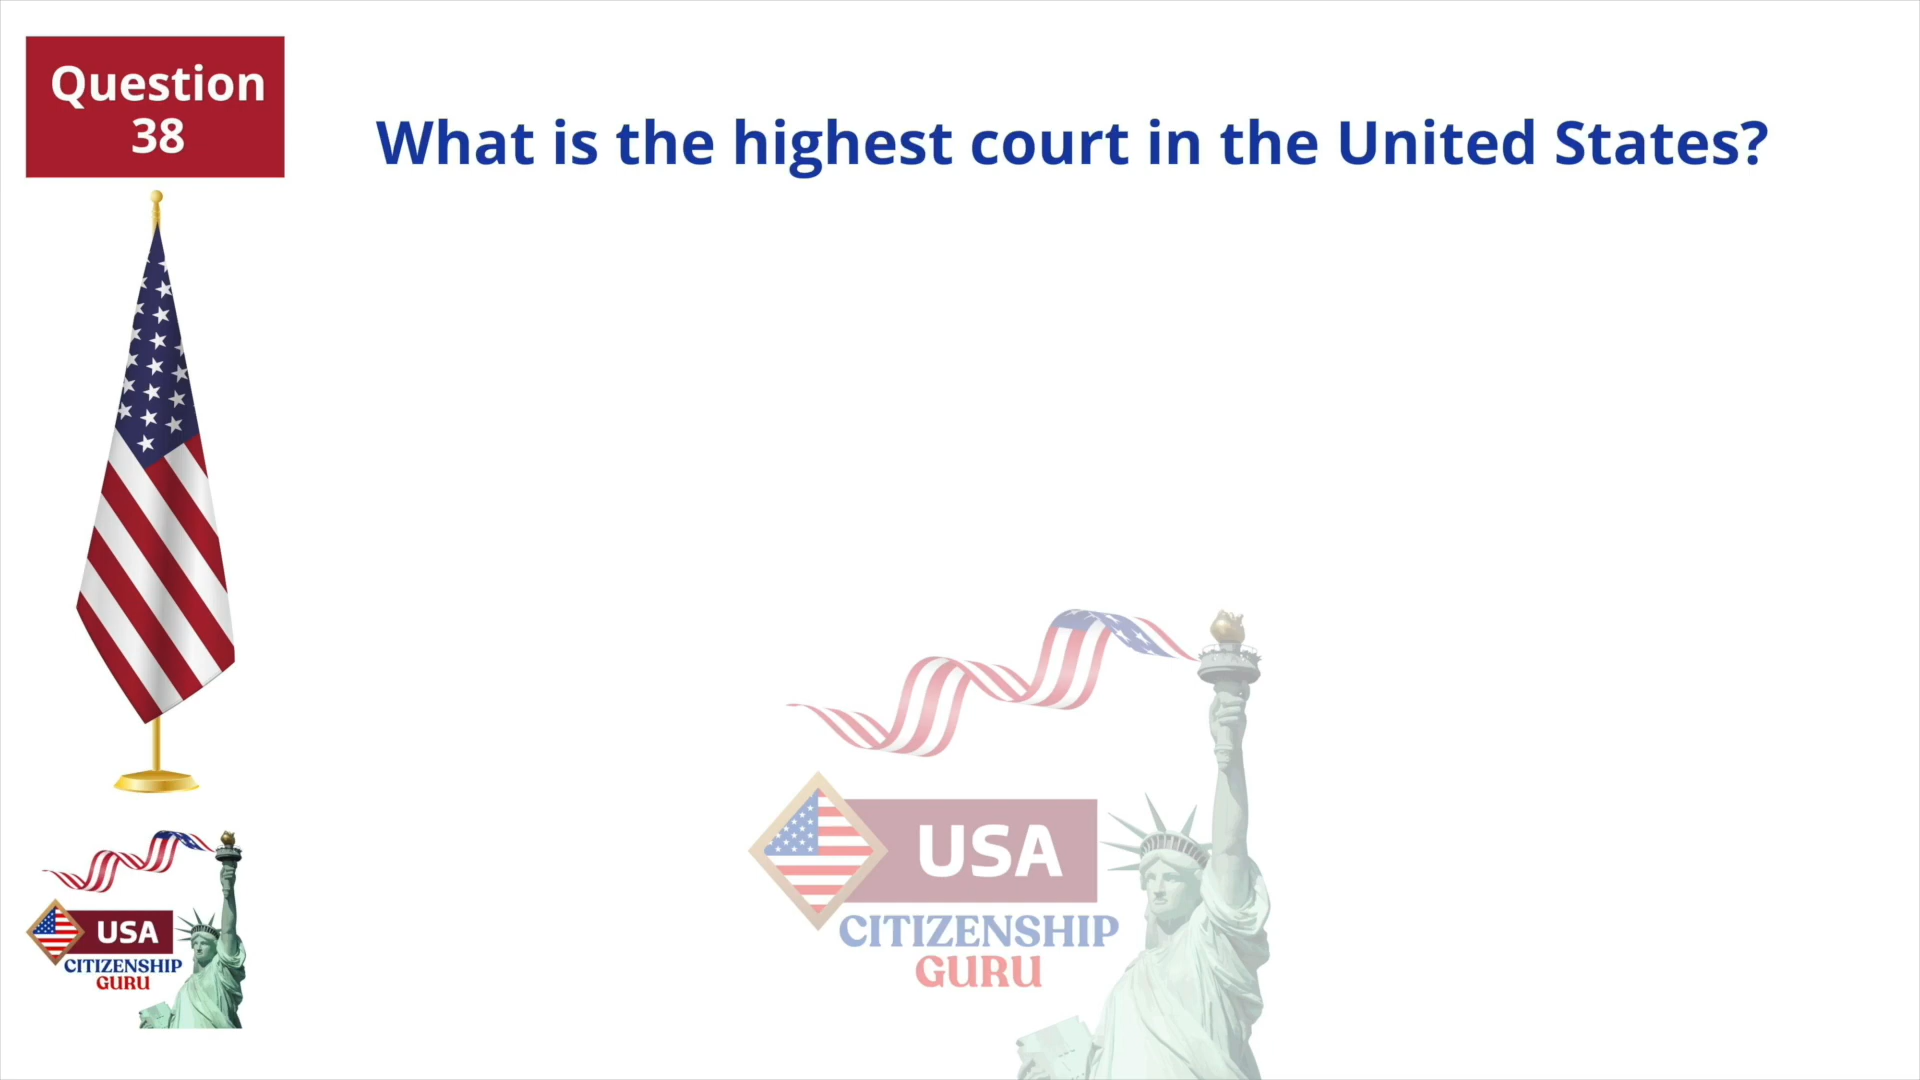 Question
38
What is the highest court in the United States?
USA
CITIZENSHIP
GURU
USA
CITIZENSHIP
GURU